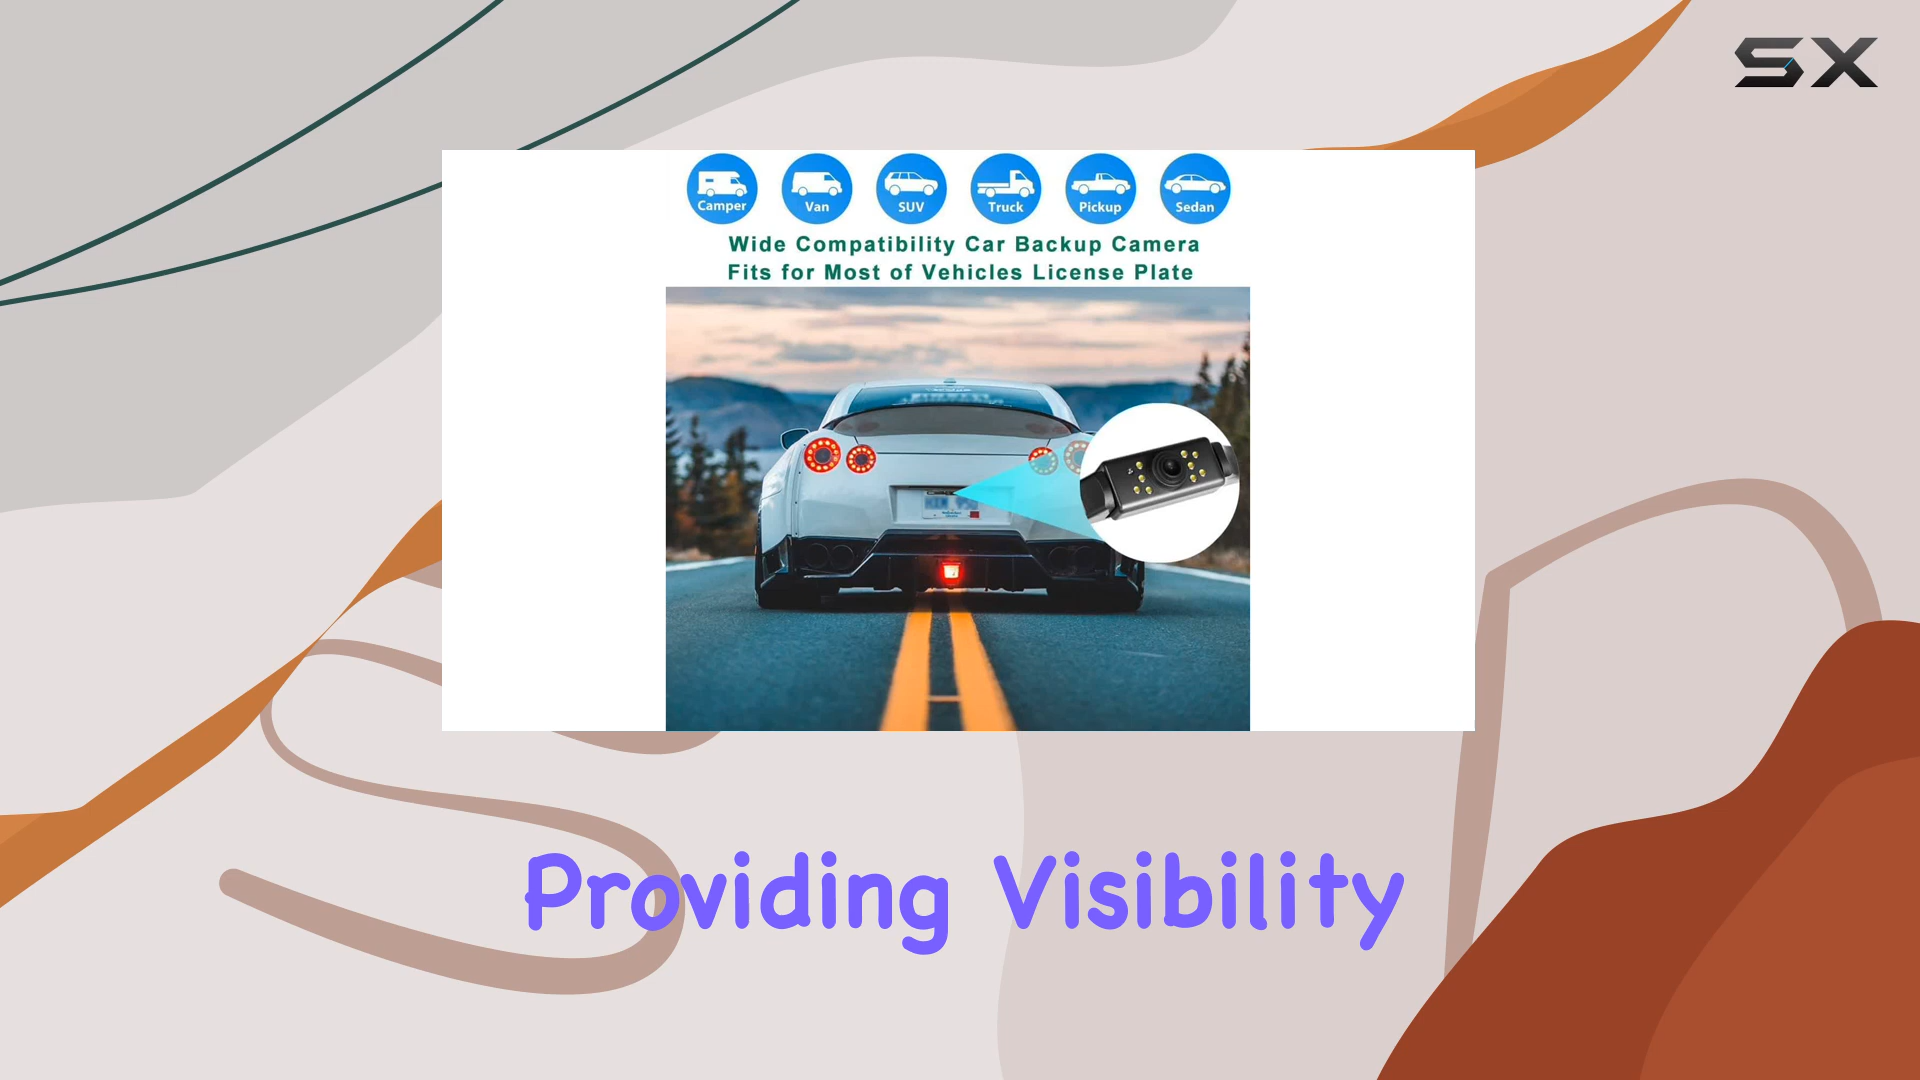 SX
Camper Van SUV Truck Pickup Sedan
Wide Compatibility Car Backup Camera
Fits for Most of Vehicles License Plate
Providing Visibility